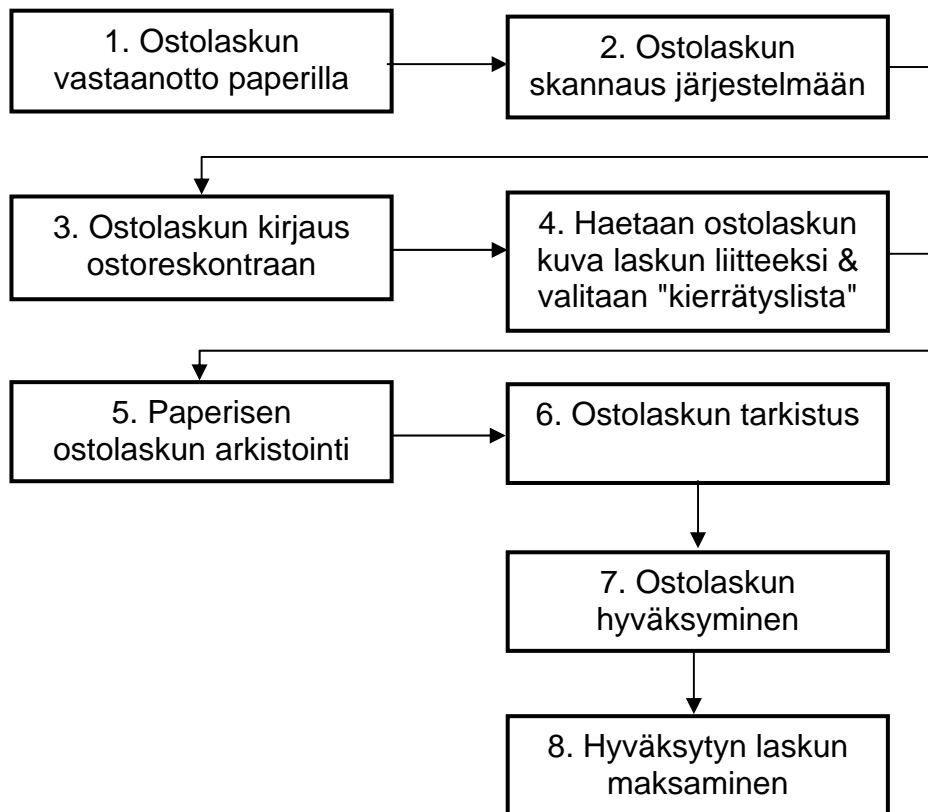 1. Ostolaskun
vastaanotto paperilla
2. Ostolaskun
skannaus järjestelmään
3. Ostolaskun kirjaus
ostoreskontraan
4. Haetaan ostolaskun
kuva laskun liitteeksi &
valitaan "kierrätyslista"
5. Paperisen
ostolaskun arkistointi
6. Ostolaskun tarkistus
7. Ostolaskun
hyväksyminen
8. Hyväksytyn laskun
maksaminen